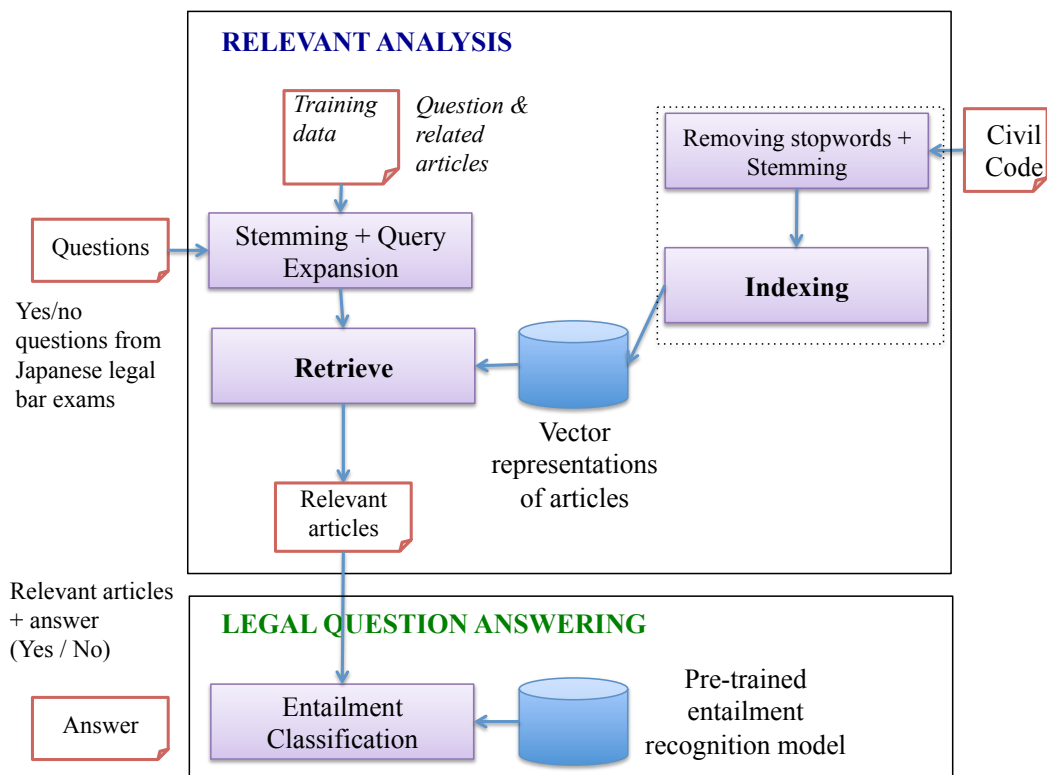 RELEVANT ANALYSIS
Training
data
Question &
related
articles
Removing stopwords +
Stemming
Civil
Code
Questions
Stemming + Query
Expansion
Indexing
Yes/no
questions from
Japanese legal
bar exams
Retrieve
Vector
representations
of articles
Relevant
articles
Relevant articles
+ answer
(Yes / No)
LEGAL QUESTION ANSWERING
Answer
Entailment
Classification
Pre-trained
entailment
recognition model